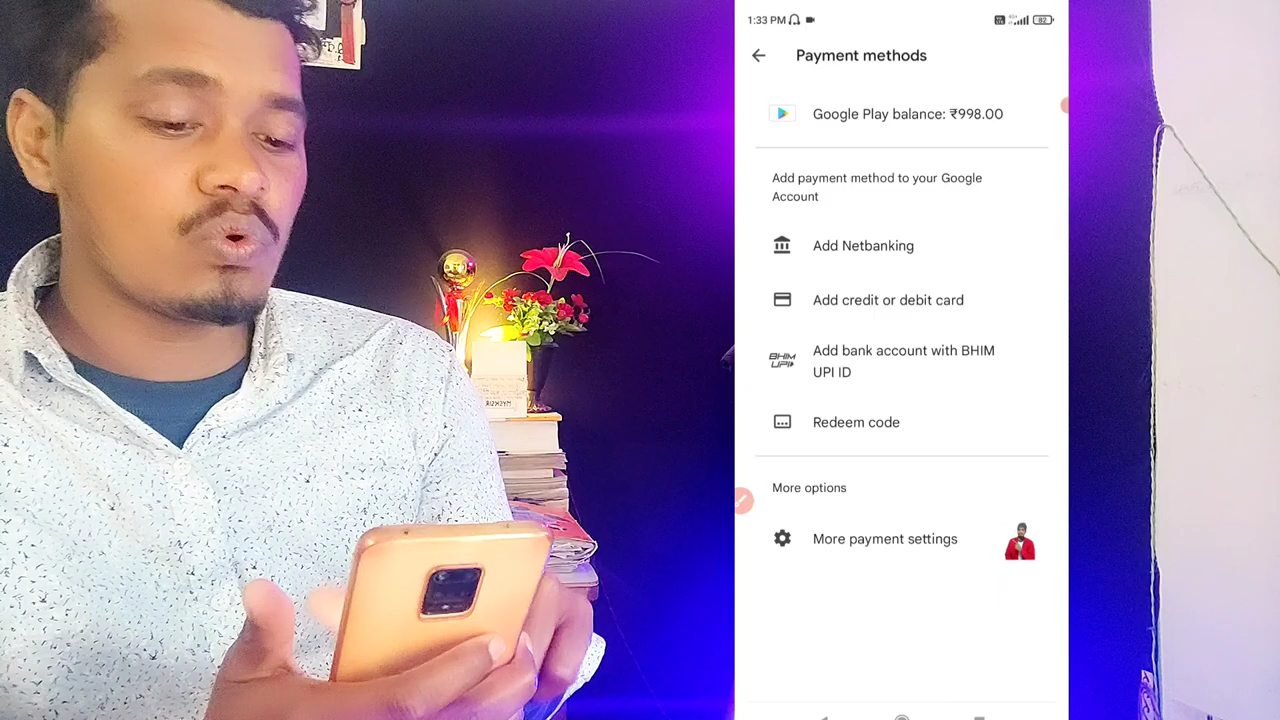 1:33 PM
82
Payment methods
Google Play balance: ₹998.00
Add payment method to your Google
Account
Add Netbanking
Add credit or debit card
BHIM
UPI
Add bank account with BHIM
UPI ID
Redeem code
More options
More payment settings